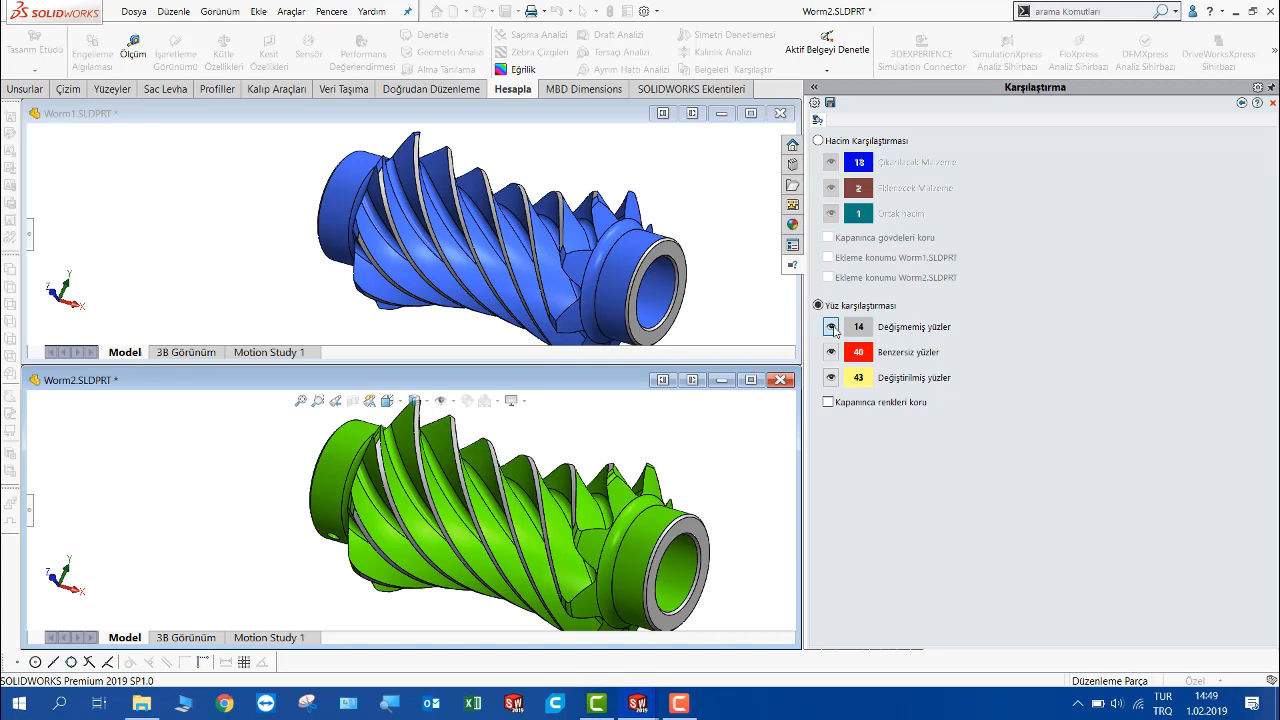 SOLIDWORKS
Dosya Düzenle Görünüm Ekle Araçlar Pencere Yardım
Worm2.SLDPRT *
arama Komutları
Tasarım Etüdü
Engeleme Algılaması
Ölçüm
İşaretleme Görünümü
Kütle Özellikleri
Kesit Özellikleri
Sensör
Performans Değerlendirmesi
Denetle
Geometri Analizi
Alma Tanılama
Sapma Analizi
Zebra Çizgileri
Eğrilik
Draft Analizi
Tersaçı Analizi
Ayrım Hattı Analizi
Simetri Denetimi
Kalınlık Analizi
Belgeleri Karşılaştır
Aktif Belgeyi Denetle
3DEXPERIENCE Simulation Connector
SimulationXpress Analiz Sihirbazı
FloXpress Analiz Sihirbazı
DFMXpress Analiz Sihirbazı
DriveWorksXpress Sihirbazı
Unsurlar Çizim Yüzeyler Sac Levha Profiller Kalıp Araçları Veri Taşıma Doğrudan Düzenleme Hesapla MBD Dimensions SOLIDWORKS Eklentileri
Karşılaştırma
Worm1.SLDPRT *
Hacim Karşılaştırması
18 Çıkarılacak Malzeme
2 Eklenecek Malzeme
1 Ortak hacim
Kapanınca gövdeleri koru
Ekleme konumu Worm1.SLDPRT
Ekleme konumu Worm2.SLDPRT
Yüz karşılaştırması
14 Değişmemiş yüzler
40 Benzersiz yüzler
43 Değiştirilmiş yüzler
Kapanınca renkleri koru
Y
Z
X
Model 3B Görünüm Motion Study 1
Worm2.SLDPRT *
Y
Z
X
Model 3B Görünüm Motion Study 1
SOLIDWORKS Premium 2019 SP1.0
Düzenleme Parça
Özel
TUR
TRQ
14:49
1.02.2019